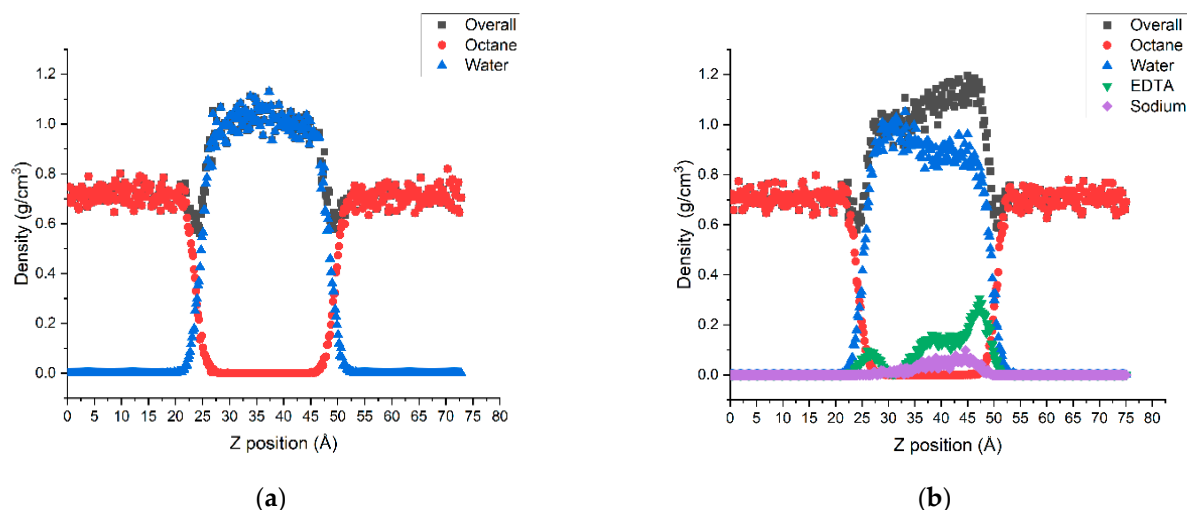 Overall
Octane
Water
1.2
1.0
0.8
0.6
0.4
0.2
0.0
Density (g/cm³)
0 5 10 15 20 25 30 35 40 45 50 55 60 65 70 75 80
Z position (Å)
(a)
Overall
Octane
Water
EDTA
Sodium
1.2
1.0
0.8
0.6
0.4
0.2
0.0
Density (g/cm³)
0 5 10 15 20 25 30 35 40 45 50 55 60 65 70 75 80
Z position (Å)
(b)